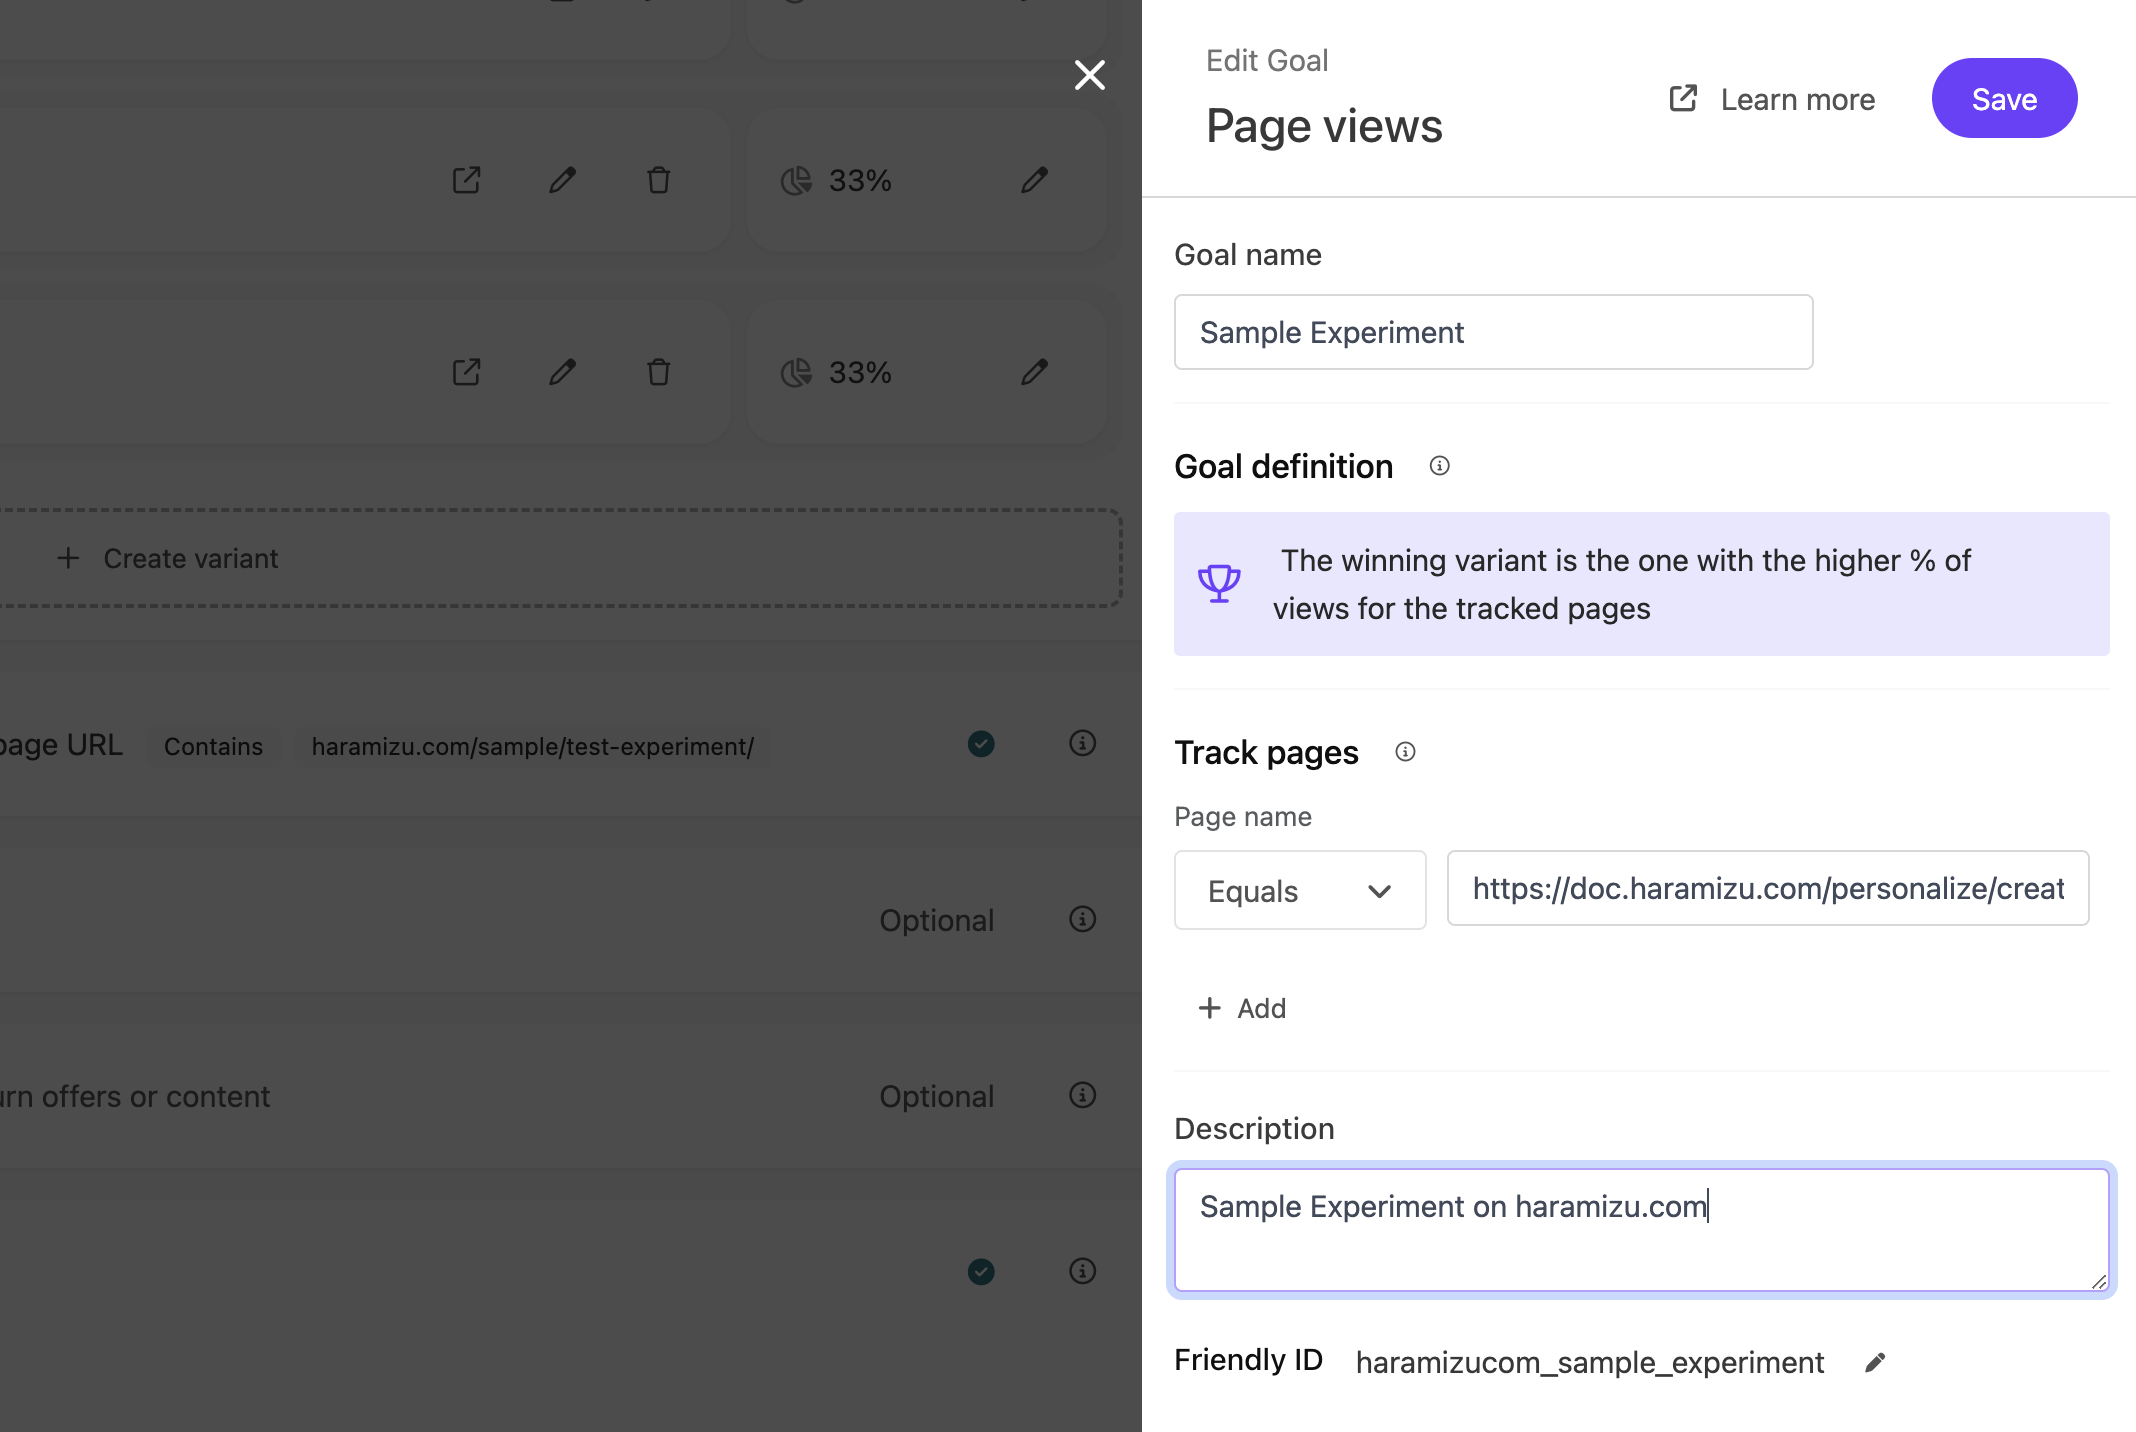 Edit Goal
Page views
Learn more
Save
33%
33%
Create variant
page URL Contains haramizu.com/sample/test-experiment/
Optional
urn offers or content Optional
Goal name
Sample Experiment
Goal definition
The winning variant is the one with the higher % of
views for the tracked pages
Track pages
Page name
Equals https://doc.haramizu.com/personalize/creat
Add
Description
Sample Experiment on haramizu.com
Friendly ID haramizucom_sample_experiment